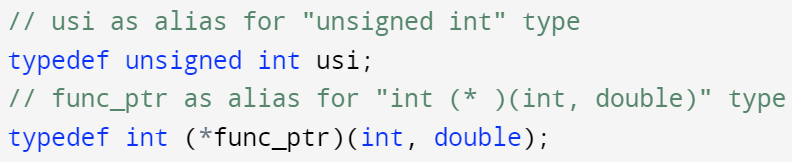 // usi as alias for "unsigned int" type
typedef unsigned int usi;
// func_ptr as alias for "int (* )(int, double)" type
typedef int (*func_ptr)(int, double);